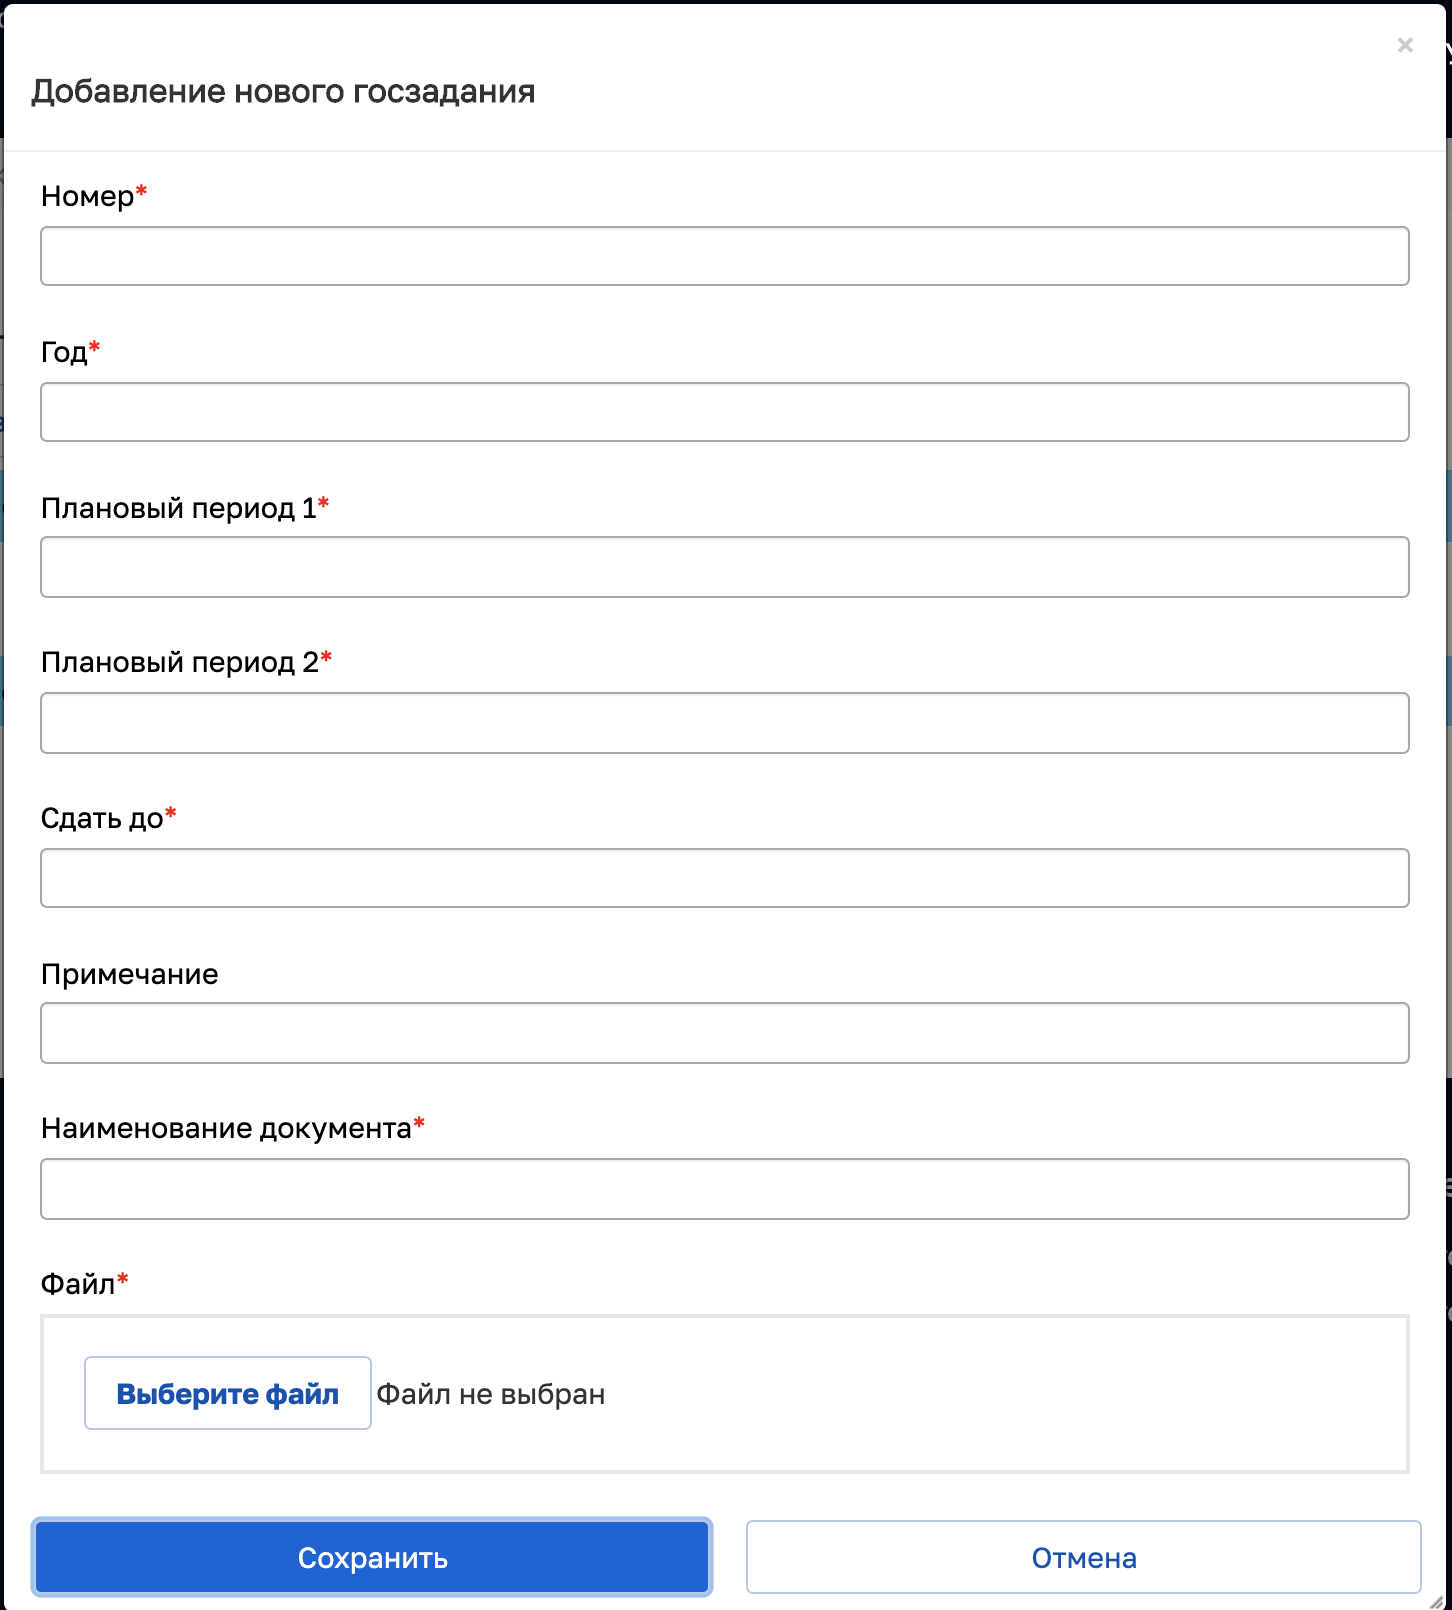 ×
Добавление нового госзадания
Номер*
Год*
Плановый период 1*
Плановый период 2*
Сдать до*
Примечание
Наименование документа*
Файл*
Выберите файл Файл не выбран
Сохранить Отмена